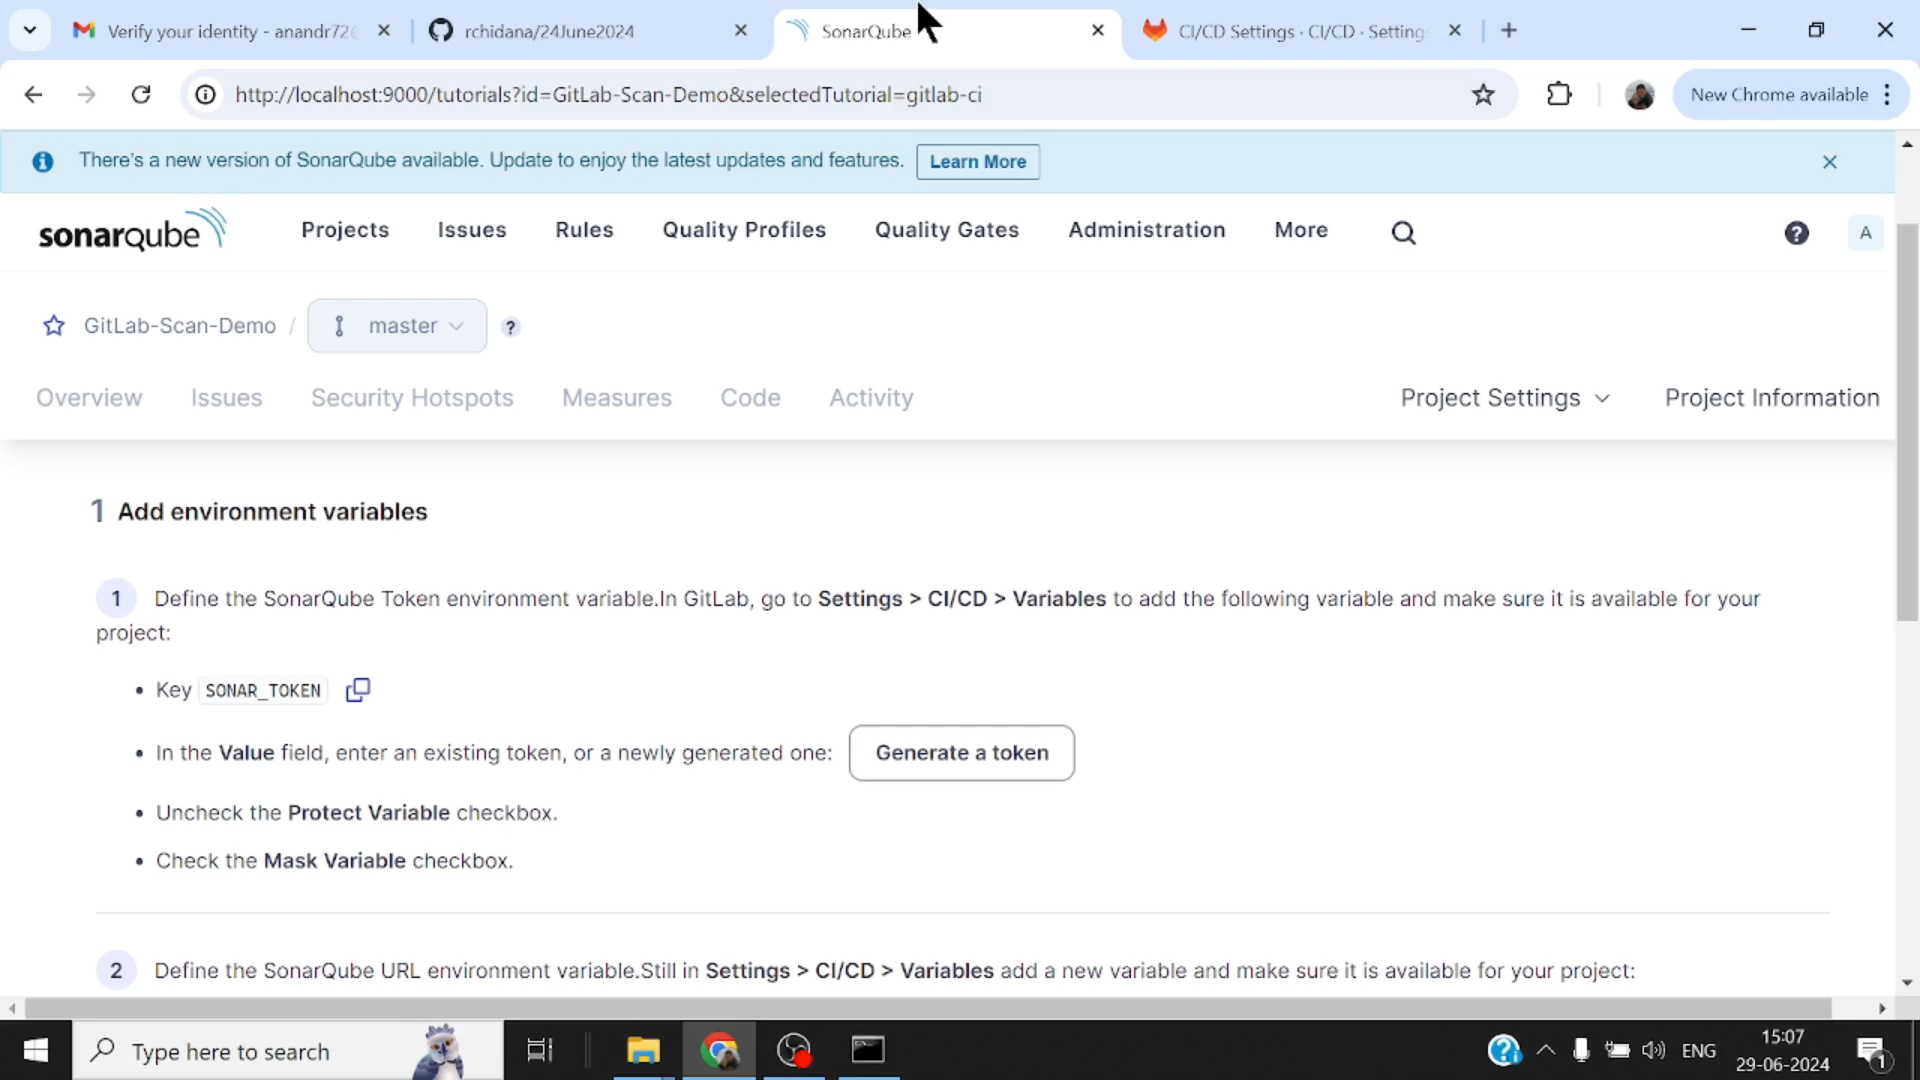 Verify your identity - anandr72
rchidana/24June2024
SonarQube
CI/CD Settings · CI/CD · Setting
http://localhost:9000/tutorials?id=GitLab-Scan-Demo&selectedTutorial=gitlab-ci
New Chrome available
There's a new version of SonarQube available. Update to enjoy the latest updates and features. Learn More
sonarqube Projects Issues Rules Quality Profiles Quality Gates Administration More ? A
GitLab-Scan-Demo / master ?
Overview Issues Security Hotspots Measures Code Activity Project Settings Project Information
1 Add environment variables
1 Define the SonarQube Token environment variable.In GitLab, go to Settings > CI/CD > Variables to add the following variable and make sure it is available for your
project:
• Key SONAR_TOKEN
• In the Value field, enter an existing token, or a newly generated one: Generate a token
• Uncheck the Protect Variable checkbox.
• Check the Mask Variable checkbox.
2 Define the SonarQube URL environment variable.Still in Settings > CI/CD > Variables add a new variable and make sure it is available for your project:
Type here to search
ENG
15:07
29-06-2024
1